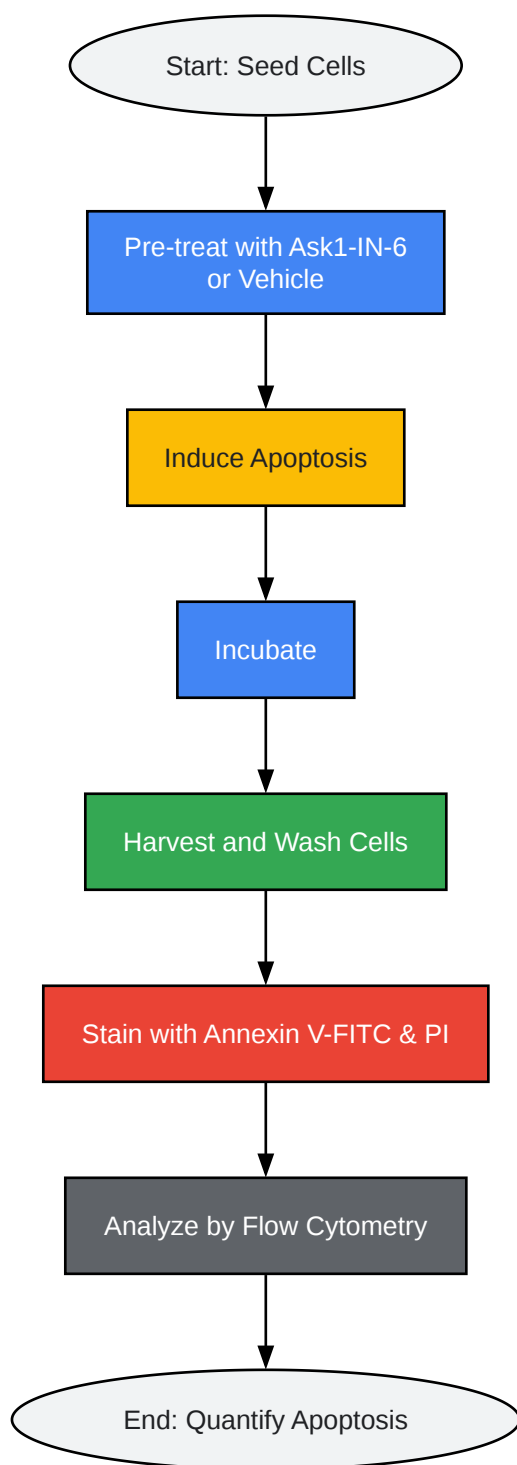 Start: Seed Cells
Pre-treat with Ask1-IN-6
or Vehicle
Induce Apoptosis
Incubate
Harvest and Wash Cells
Stain with Annexin V-FITC & PI
Analyze by Flow Cytometry
End: Quantify Apoptosis